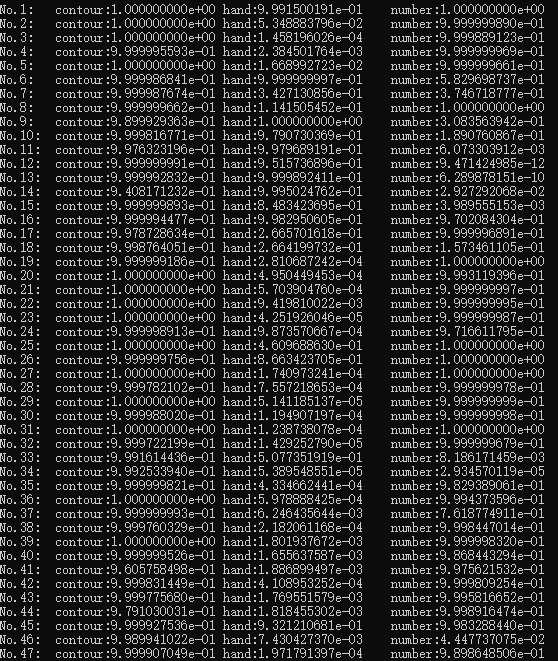 No.1: contour:1.000000000e+00 hand:9.991500191e-01 number:1.000000000e+00
No.2: contour:1.000000000e+00 hand:5.348883796e-02 number:9.999999890e-01
No.3: contour:1.000000000e+00 hand:1.458196026e-04 number:9.999889123e-01
No.4: contour:9.999995593e-01 hand:2.384501764e-03 number:9.999999969e-01
No.5: contour:1.000000000e+00 hand:1.668992723e-02 number:9.999999661e-01
No.6: contour:9.999986841e-01 hand:9.999999997e-01 number:5.829698737e-01
No.7: contour:9.999987674e-01 hand:3.427130856e-01 number:3.746718777e-01
No.8: contour:9.999999662e-01 hand:1.141505452e-01 number:1.000000000e+00
No.9: contour:9.899929363e-01 hand:1.000000000e+00 number:3.083563942e-01
No.10: contour:9.999816771e-01 hand:9.790730369e-01 number:1.890760867e-01
No.11: contour:9.976323196e-01 hand:9.979689191e-01 number:6.073303912e-03
No.12: contour:9.999999991e-01 hand:9.515736896e-01 number:9.471424985e-12
No.13: contour:9.999992832e-01 hand:9.999892411e-01 number:6.289878151e-10
No.14: contour:9.408171232e-01 hand:9.995024762e-01 number:2.927292068e-02
No.15: contour:9.999999893e-01 hand:8.483423695e-01 number:3.989555153e-03
No.16: contour:9.999994477e-01 hand:9.982950605e-01 number:9.702084304e-01
No.17: contour:9.978728634e-01 hand:2.665701618e-01 number:9.999996891e-01
No.18: contour:9.998764051e-01 hand:2.664199732e-01 number:1.573461105e-01
No.19: contour:9.999999186e-01 hand:2.810687242e-04 number:1.000000000e+00
No.20: contour:1.000000000e+00 hand:4.950449453e-04 number:9.993119396e-01
No.21: contour:1.000000000e+00 hand:5.703904760e-04 number:9.999999997e-01
No.22: contour:1.000000000e+00 hand:9.419810022e-03 number:9.999999995e-01
No.23: contour:1.000000000e+00 hand:4.251926046e-05 number:9.999999987e-01
No.24: contour:9.999998913e-01 hand:9.873570667e-04 number:9.716611795e-01
No.25: contour:1.000000000e+00 hand:4.609688630e-01 number:1.000000000e+00
No.26: contour:9.999999756e-01 hand:8.663423705e-01 number:1.000000000e+00
No.27: contour:1.000000000e+00 hand:1.740973241e-04 number:1.000000000e+00
No.28: contour:9.999782102e-01 hand:7.557218653e-04 number:9.999999978e-01
No.29: contour:1.000000000e+00 hand:5.141185137e-05 number:9.999999999e-01
No.30: contour:9.999988020e-01 hand:1.194907197e-04 number:9.999999998e-01
No.31: contour:1.000000000e+00 hand:1.238738078e-04 number:1.000000000e+00
No.32: contour:9.999722199e-01 hand:1.429252790e-05 number:9.999999679e-01
No.33: contour:9.991614436e-01 hand:5.077351919e-01 number:8.186171459e-03
No.34: contour:9.992533940e-01 hand:5.389548551e-05 number:2.934570119e-05
No.35: contour:9.999999821e-01 hand:4.334662441e-04 number:9.829389061e-01
No.36: contour:1.000000000e+00 hand:5.978888425e-04 number:9.994373596e-01
No.37: contour:9.999999993e-01 hand:6.246435644e-03 number:7.618774911e-01
No.38: contour:9.999760329e-01 hand:2.182061168e-04 number:9.998447014e-01
No.39: contour:1.000000000e+00 hand:1.801937672e-03 number:9.999998320e-01
No.40: contour:9.999999526e-01 hand:1.655637587e-03 number:9.868443294e-01
No.41: contour:9.605758498e-01 hand:1.886899497e-03 number:9.975621532e-01
No.42: contour:9.999831449e-01 hand:4.108953252e-04 number:9.999809254e-01
No.43: contour:9.999775680e-01 hand:1.769551579e-03 number:9.995816652e-01
No.44: contour:9.791030031e-01 hand:1.818455302e-03 number:9.998916474e-01
No.45: contour:9.999927536e-01 hand:9.321210681e-01 number:9.983288440e-01
No.46: contour:9.989941022e-01 hand:7.430427370e-03 number:4.447737075e-02
No.47: contour:9.999907049e-01 hand:1.971791397e-04 number:9.898648506e-01